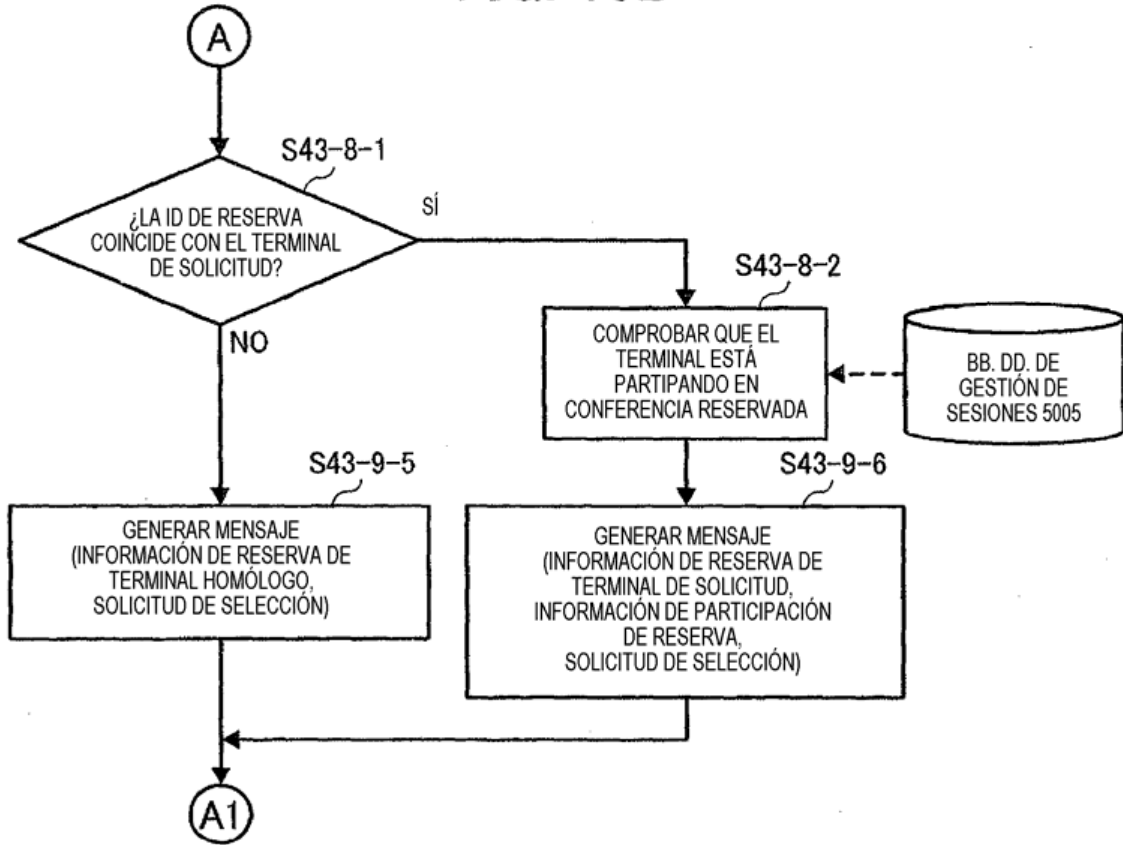 A
S43-8-1
¿LA ID DE RESERVA
COINCIDE CON EL TERMINAL
DE SOLICITUD?
SÍ
NO
S43-8-2
COMPROBAR QUE EL
TERMINAL ESTÁ
PARTIPANDO EN
CONFERENCIA RESERVADA
BB. DD. DE
GESTIÓN DE
SESIONES 5005
S43-9-5
GENERAR MENSAJE
(INFORMACIÓN DE RESERVA DE
TERMINAL HOMÓLOGO,
SOLICITUD DE SELECCIÓN)
S43-9-6
GENERAR MENSAJE
(INFORMACIÓN DE RESERVA DE
TERMINAL DE SOLICITUD,
INFORMACIÓN DE PARTICIPACIÓN
DE RESERVA,
SOLICITUD DE SELECCIÓN)
A1